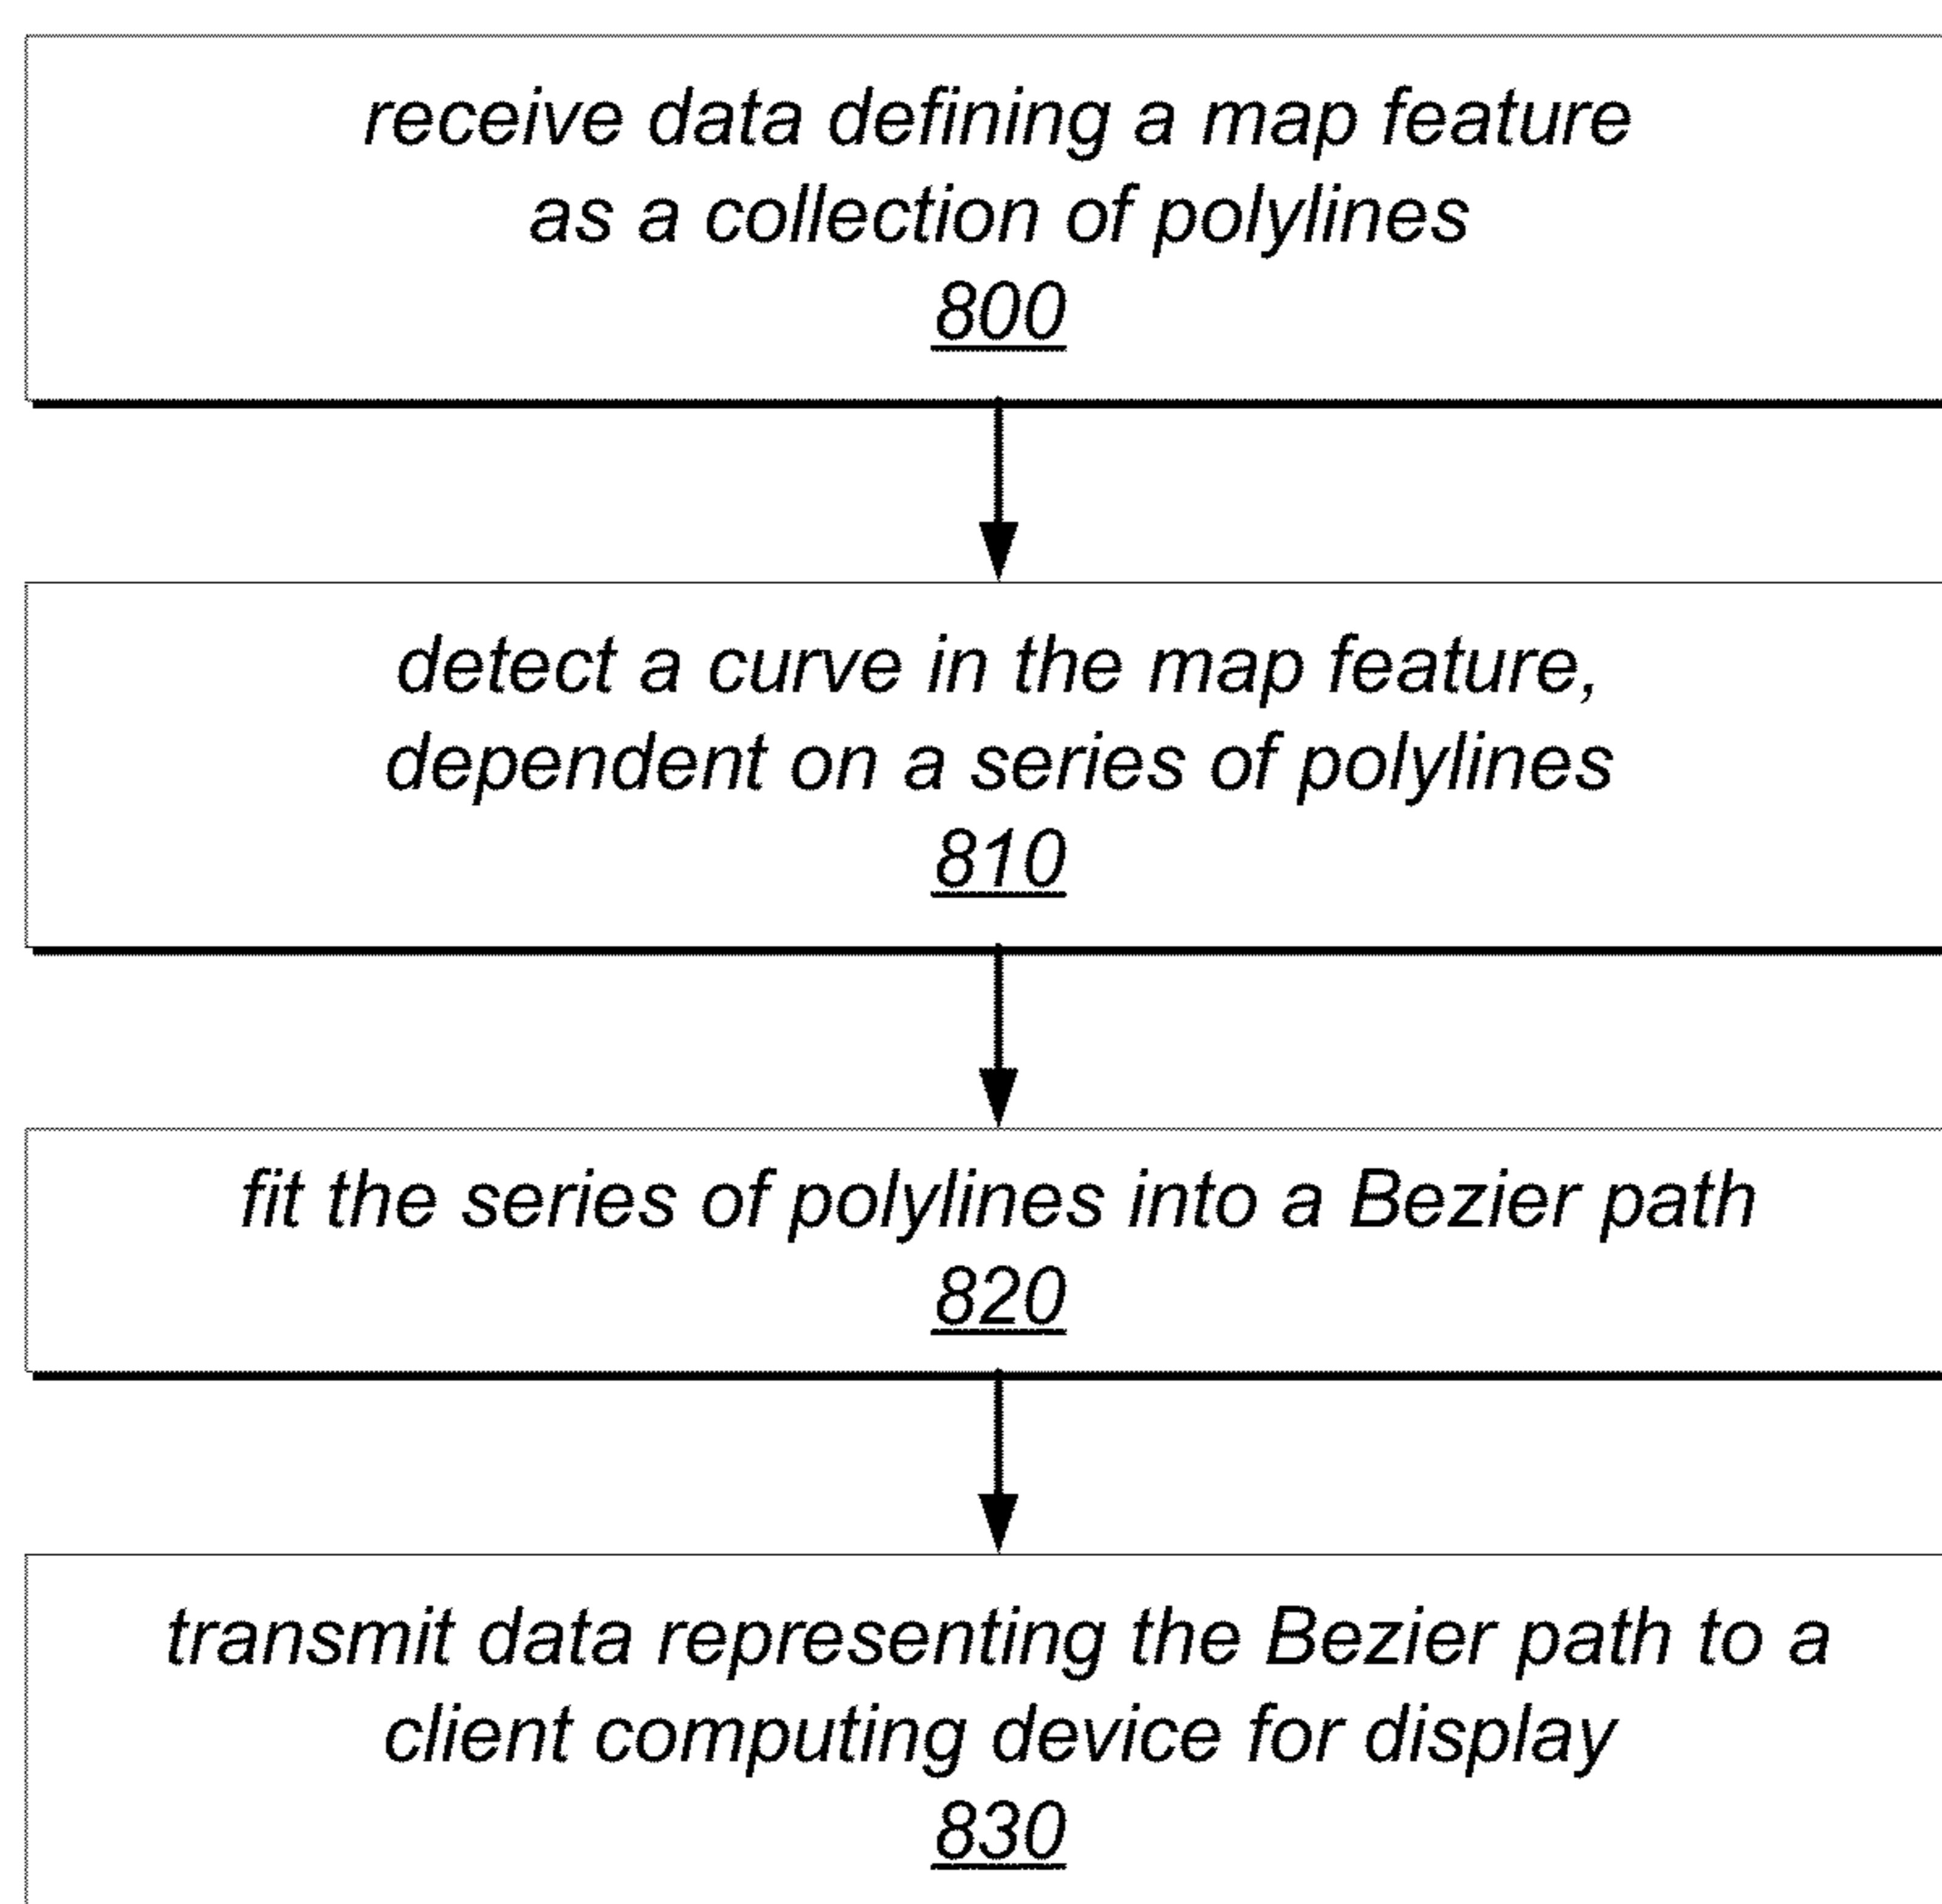 receive data defining a map feature
as a collection of polylines
800
detect a curve in the map feature,
dependent on a series of polylines
810
fit the series of polylines into a Bezier path
820
transmit data representing the Bezier path to a
client computing device for display
830